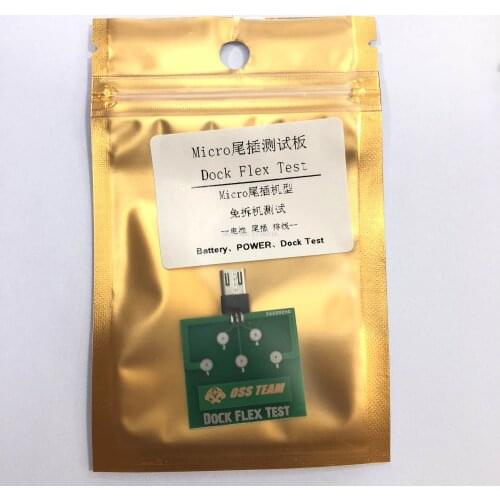 Micro尾插测试板
Dock Flex Test
Micro尾插机型
免拆机测试
--电池 尾插 排线--
Battery、POWER、Dock Test
OSS TEAM
DOCK FLEX TEST